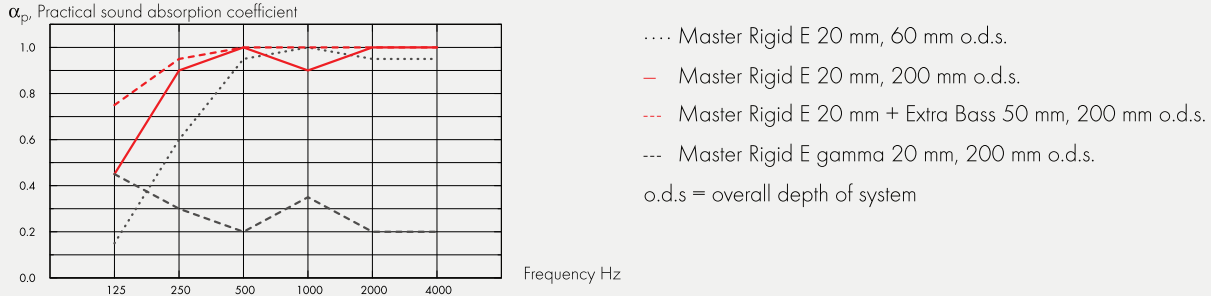 αp, Practical sound absorption coefficient
1.0
0.8
0.6
0.4
0.2
0.0
125 250 500 1000 2000 4000
Frequency Hz
Master Rigid E 20 mm, 60 mm o.d.s.
Master Rigid E 20 mm, 200 mm o.d.s.
Master Rigid E 20 mm + Extra Bass 50 mm, 200 mm o.d.s.
Master Rigid E gamma 20 mm, 200 mm o.d.s.
o.d.s = overall depth of system